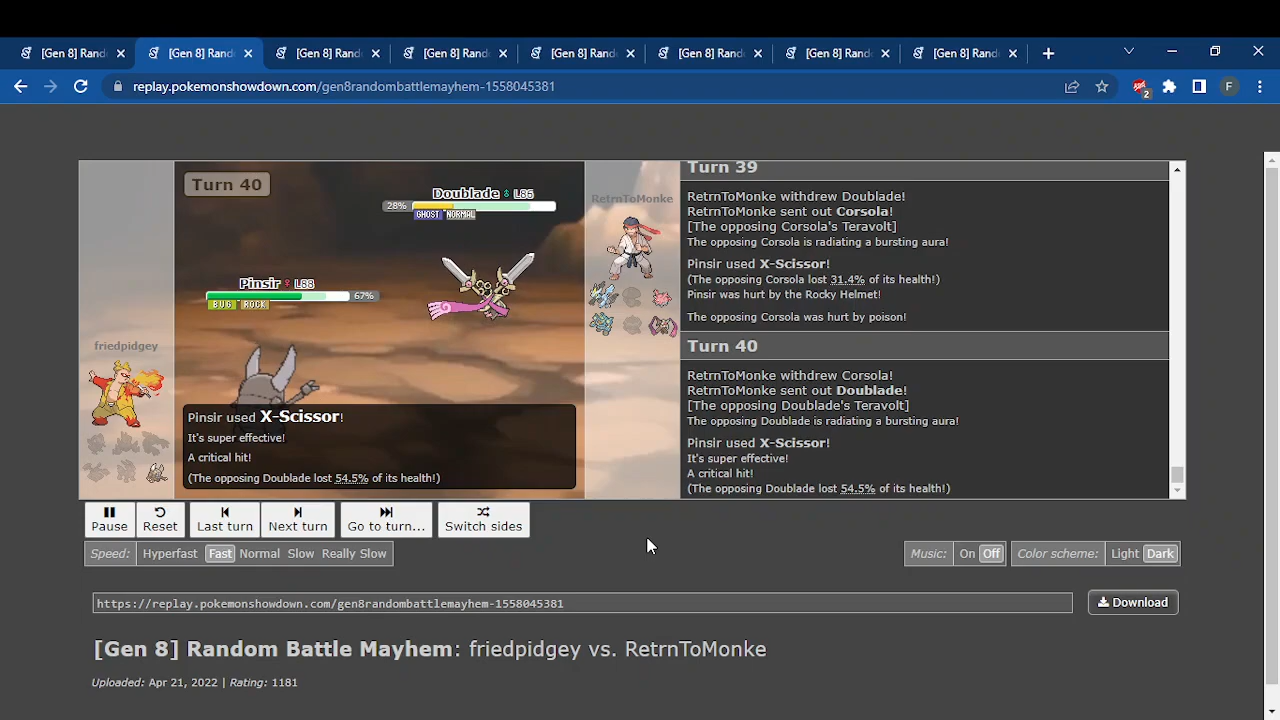 [Gen 8] Rand
[Gen 8] Rand
[Gen 8] Rand
[Gen 8] Rand
[Gen 8] Rand
[Gen 8] Rand
[Gen 8] Rand
[Gen 8] Rand
replay.pokemonshowdown.com/gen8randombattlemayhem-1558045381
2
F
Turn 40
Doublade L86
28%
GHOST NORMAL
Pinsir L88
67%
BUG ROCK
friedpidgey
RetrnToMonke
Pinsir used X-Scissor!
It's super effective!
A critical hit!
(The opposing Doublade lost 54.5% of its health!)
Turn 39
RetrnToMonke withdrew Doublade!
RetrnToMonke sent out Corsola!
[The opposing Corsola's Teravolt]
The opposing Corsola is radiating a bursting aura!
Pinsir used X-Scissor!
(The opposing Corsola lost 31.4% of its health!)
Pinsir was hurt by the Rocky Helmet!
The opposing Corsola was hurt by poison!
Turn 40
RetrnToMonke withdrew Corsola!
RetrnToMonke sent out Doublade!
[The opposing Doublade's Teravolt]
The opposing Doublade is radiating a bursting aura!
Pinsir used X-Scissor!
It's super effective!
A critical hit!
(The opposing Doublade lost 54.5% of its health!)
Pause Reset Last turn Next turn Go to turn... Switch sides
Speed: Hyperfast Fast Normal Slow Really Slow
Music: On Off Color scheme: Light Dark
https://replay.pokemonshowdown.com/gen8randombattlemayhem-1558045381
Download
[Gen 8] Random Battle Mayhem: friedpidgey vs. RetrnToMonke
Uploaded: Apr 21, 2022 | Rating: 1181